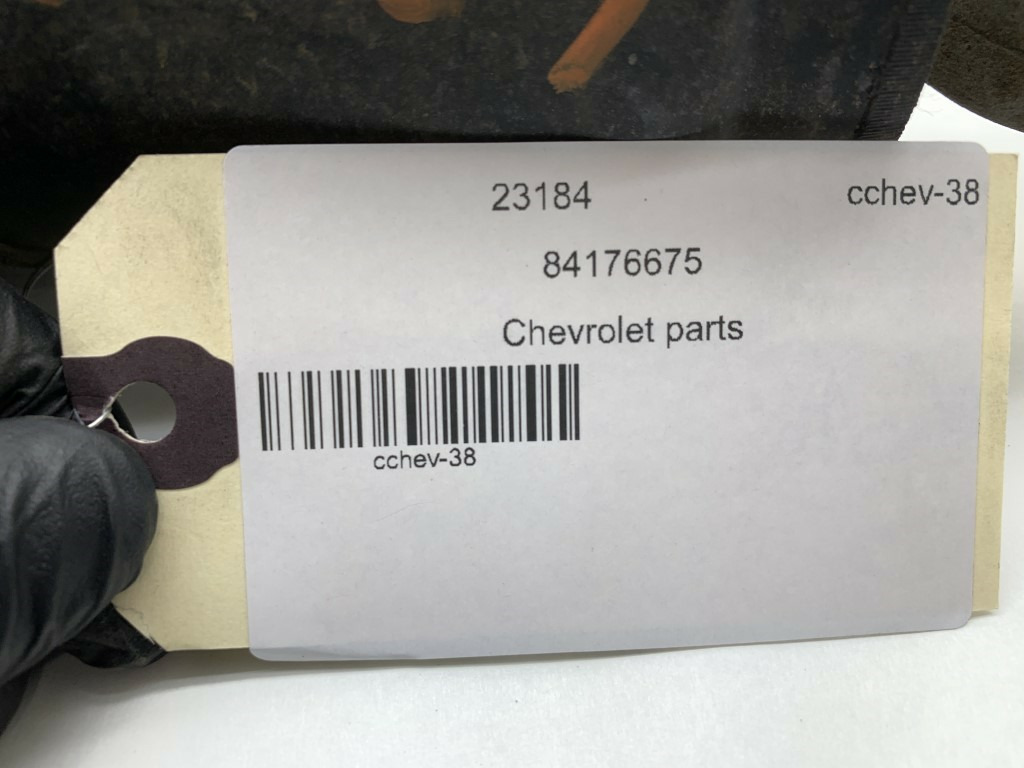 23184 cchev-38
84176675
Chevrolet parts
cchev-38